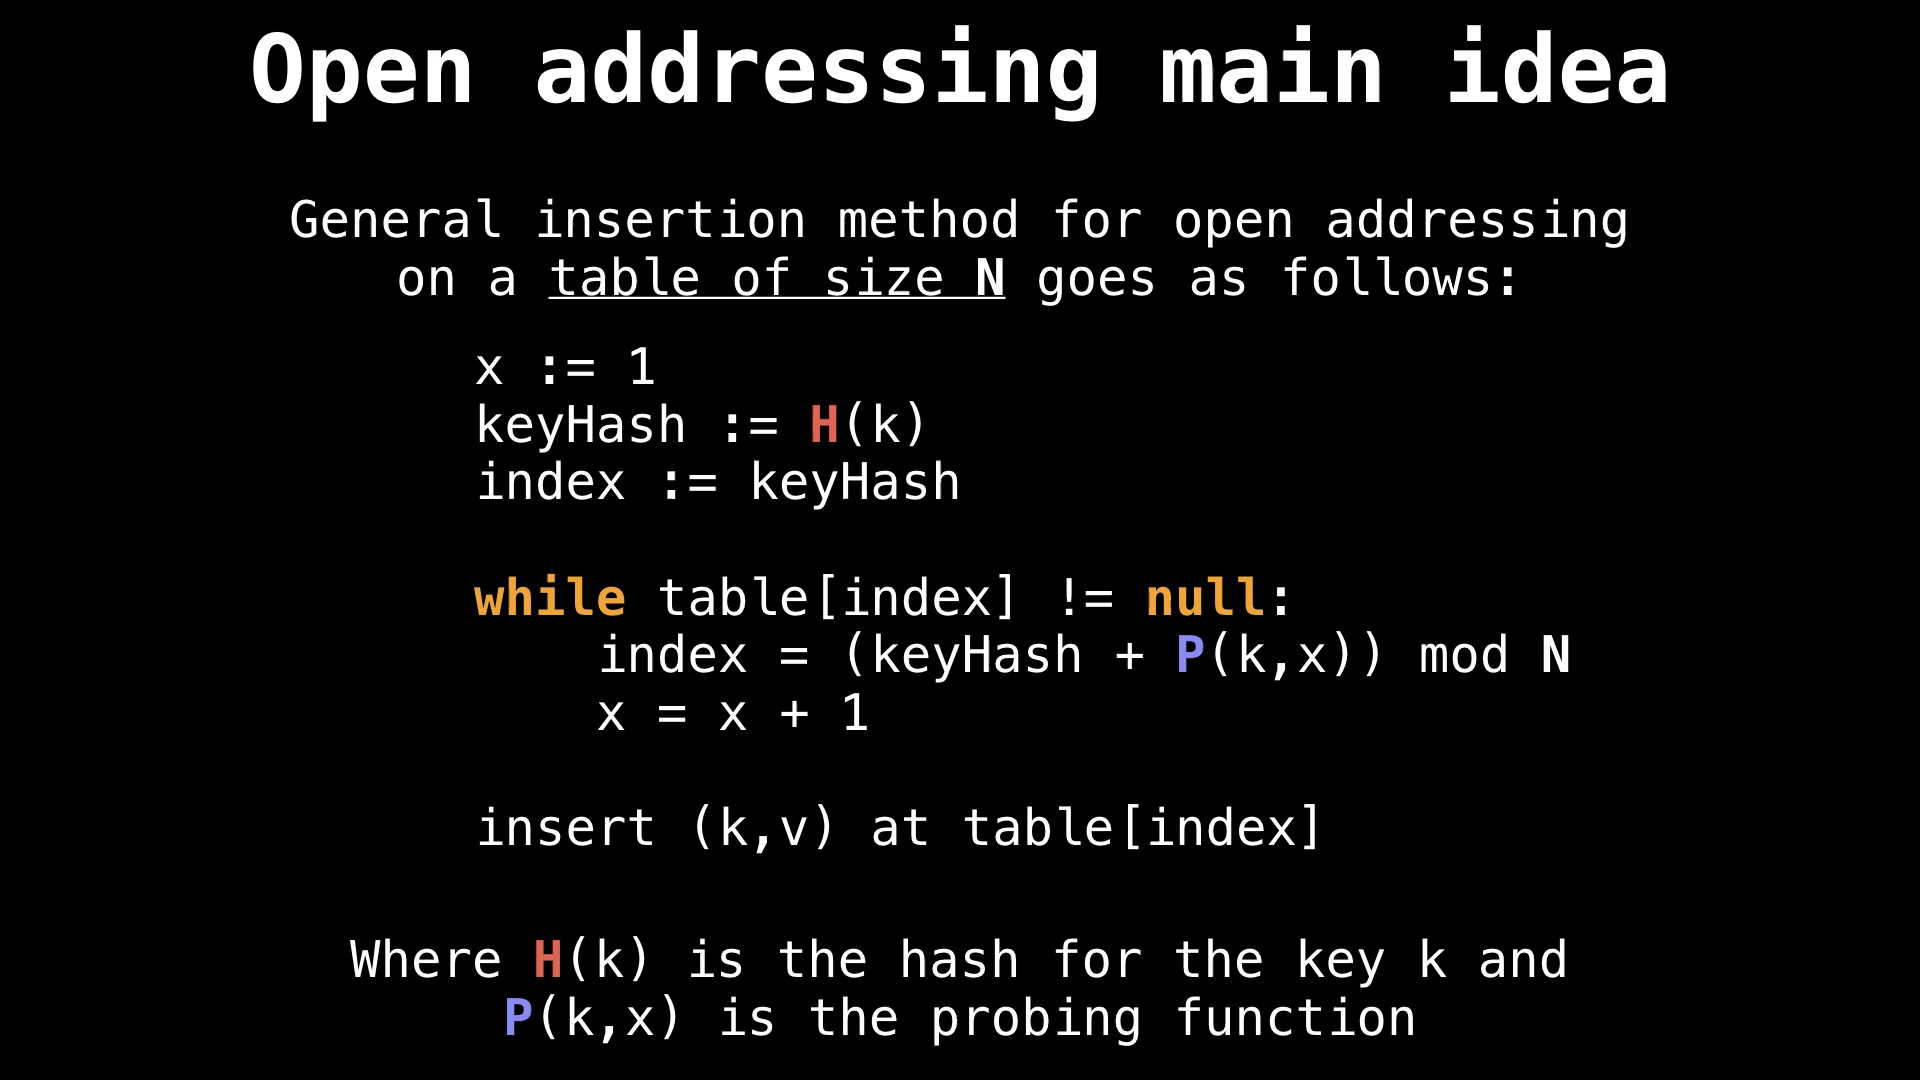 Open addressing main idea
General insertion method for open addressing
on a table of size N goes as follows:
x := 1
keyHash := H(k)
index := keyHash
while table[index] != null:
index = (keyHash + P(k,x)) mod N
x = x + 1
insert (k,v) at table[index]
Where H(k) is the hash for the key k and
P(k,x) is the probing function